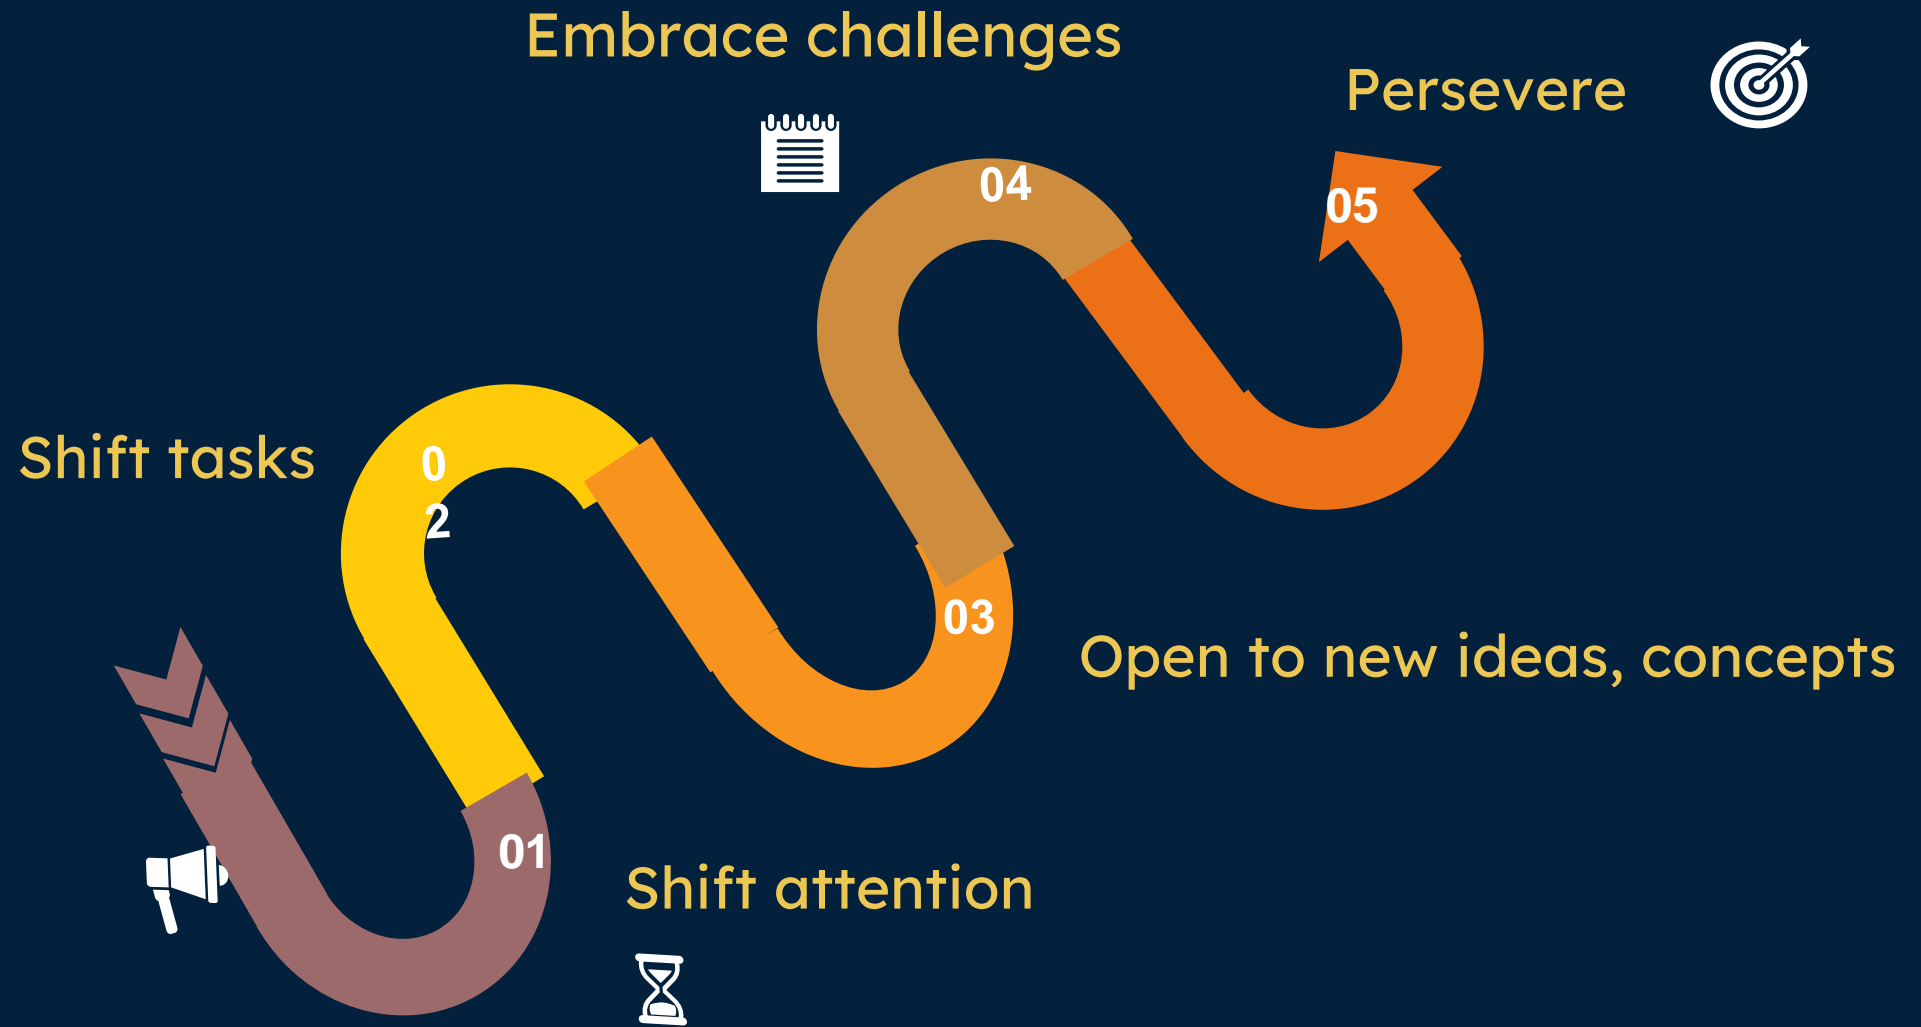 Embrace challenges
Persevere
04
05
Shift tasks
0
2
03
Open to new ideas, concepts
01
Shift attention